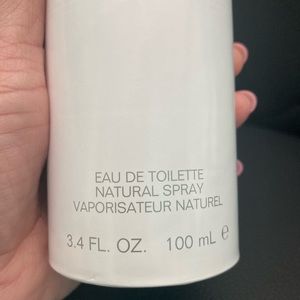 EAU DE TOILETTE
NATURAL SPRAY
VAPORISATEUR NATUREL
3.4 FL. OZ. 100 mL ℮